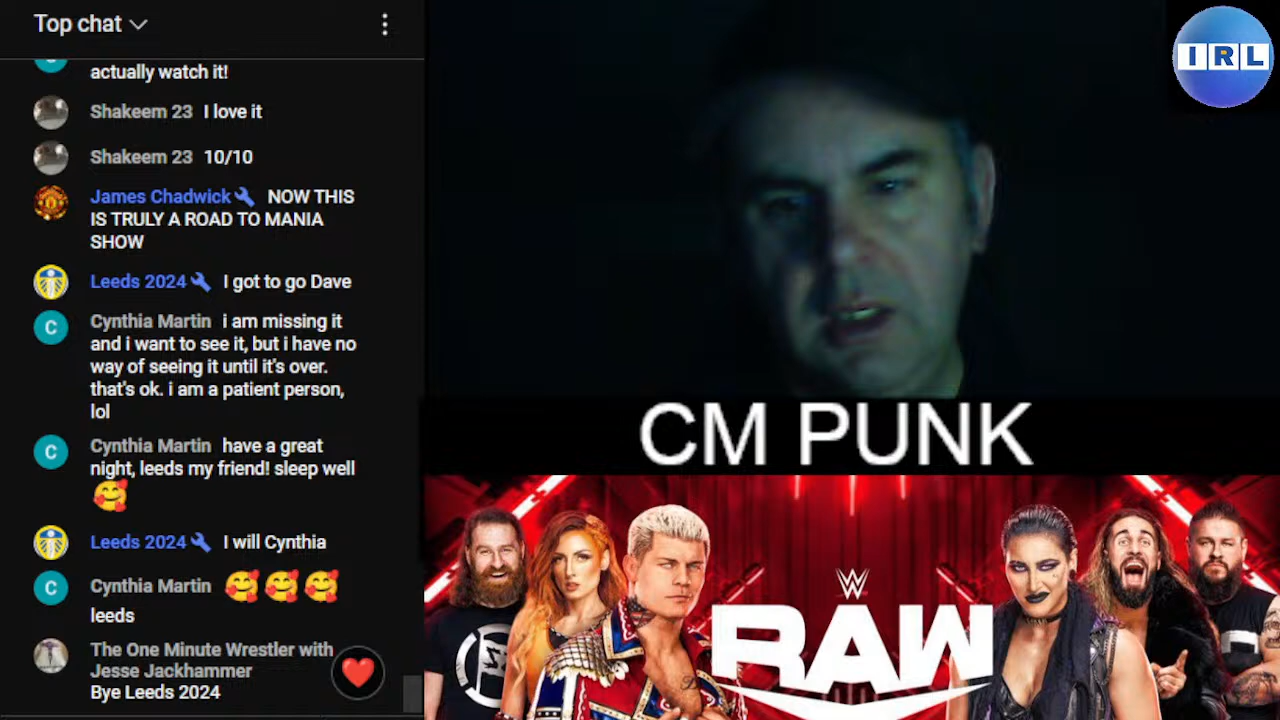 Top chat
actually watch it!
Shakeem 23 I love it
Shakeem 23 10/10
James Chadwick NOW THIS
IS TRULY A ROAD TO MANIA
SHOW
Leeds 2024 I got to go Dave
C Cynthia Martin i am missing it
and i want to see it, but i have no
way of seeing it until it's over.
that's ok. i am a patient person,
lol
C Cynthia Martin have a great
night, leeds my friend! sleep well
Leeds 2024 I will Cynthia
C Cynthia Martin
leeds
The One Minute Wrestler with
Jesse Jackhammer
Bye Leeds 2024
IRL
CM PUNK
W
RAW